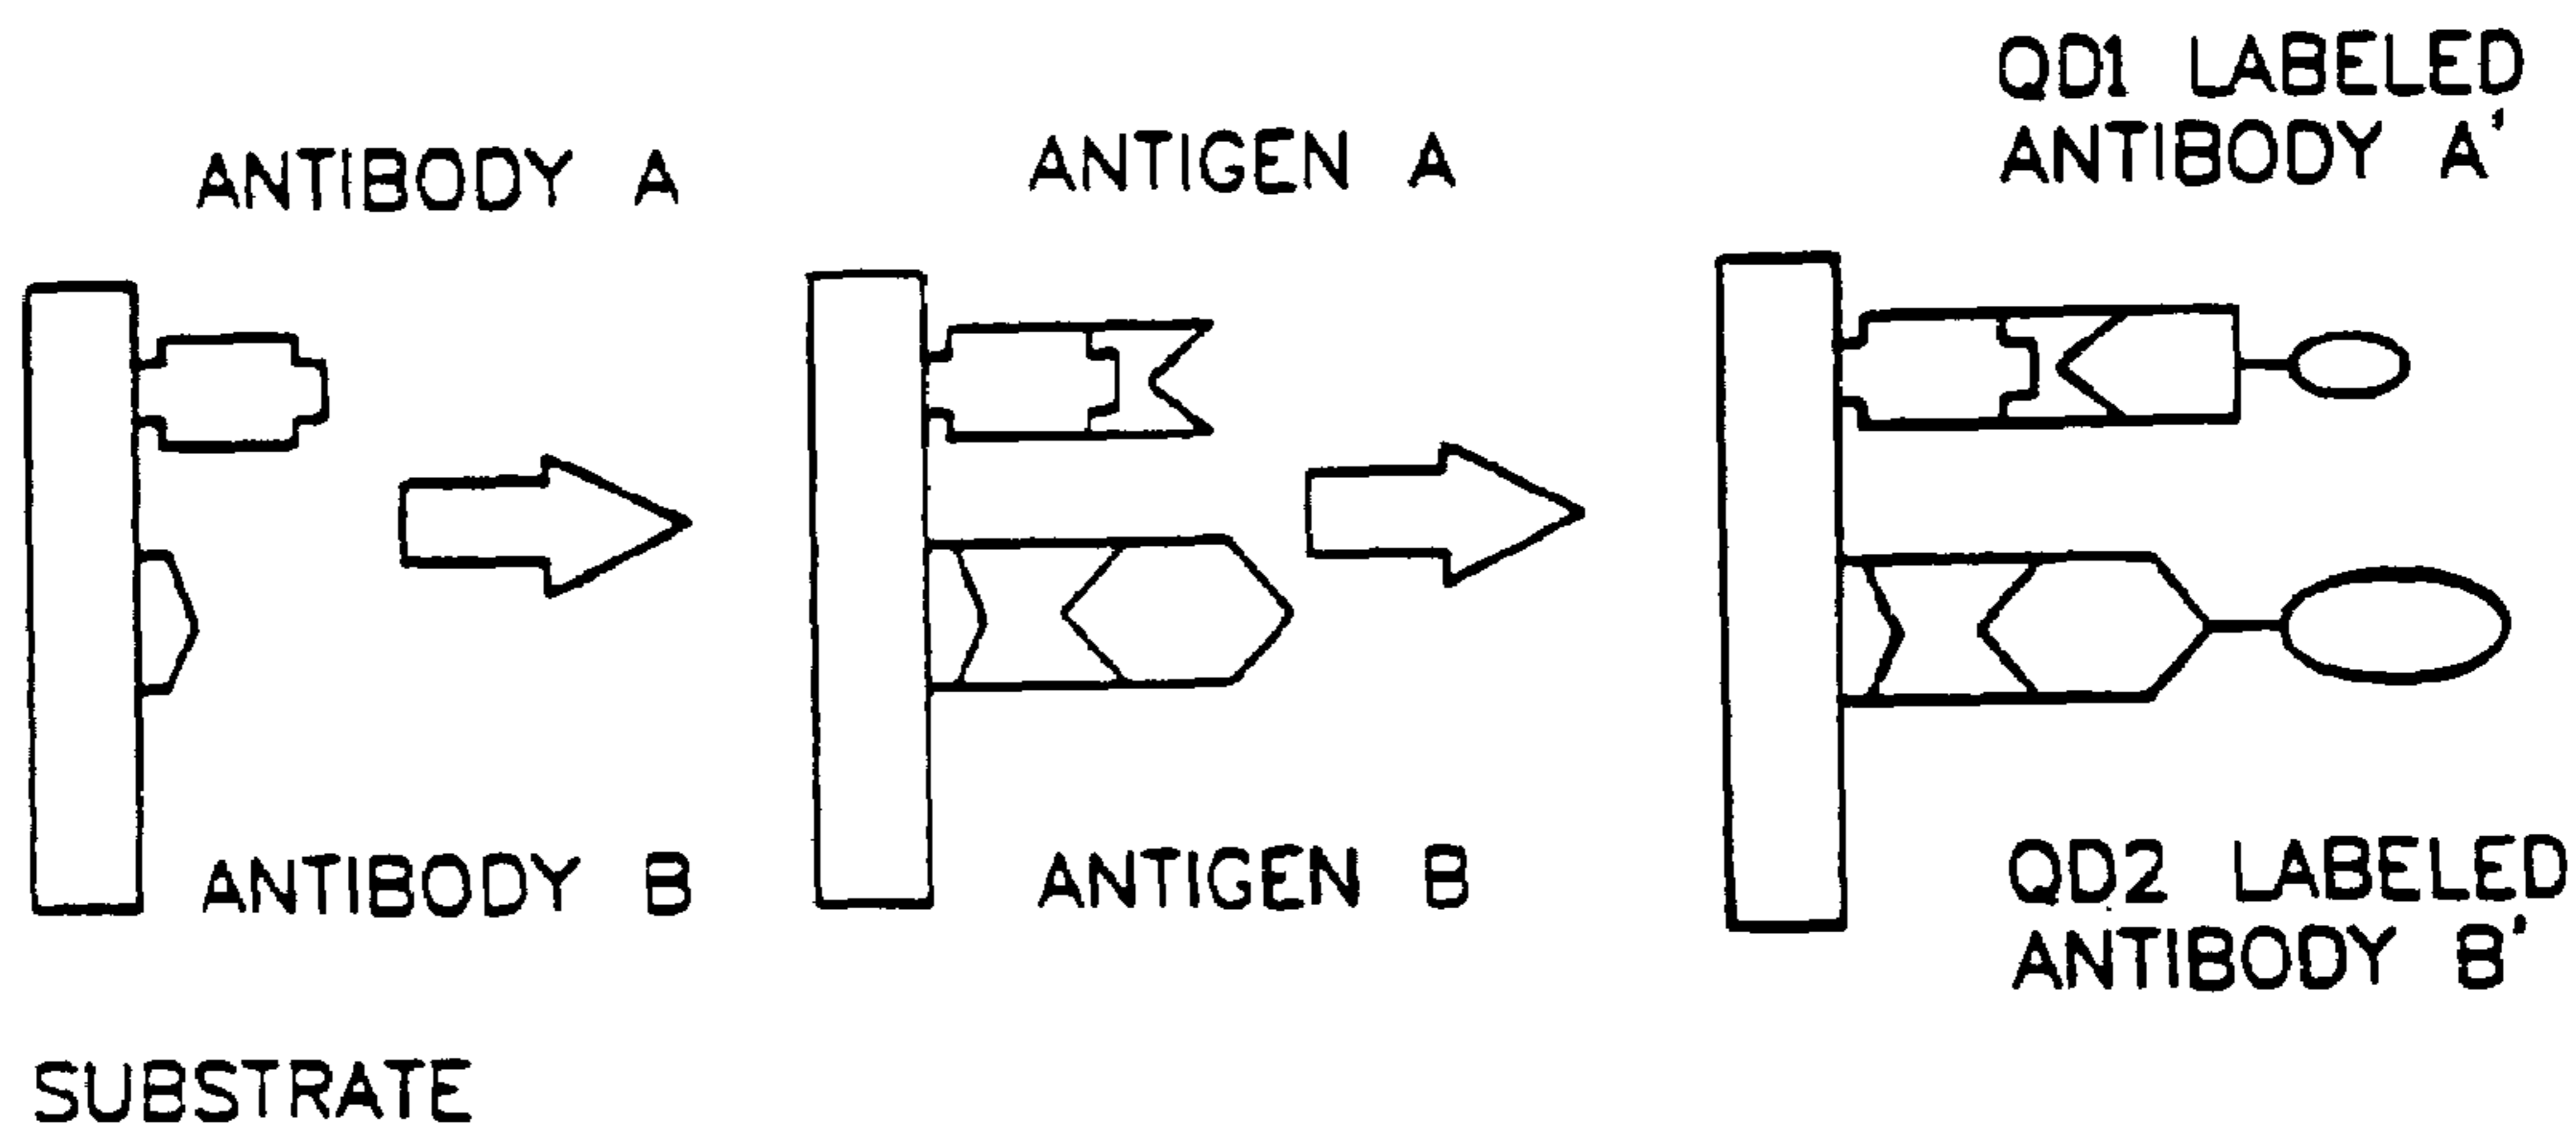 ANTIBODY A
ANTIGEN A
QD1 LABELED
ANTIBODY A'
ANTIBODY B
ANTIGEN B
QD2 LABELED
ANTIBODY B'
SUBSTRATE